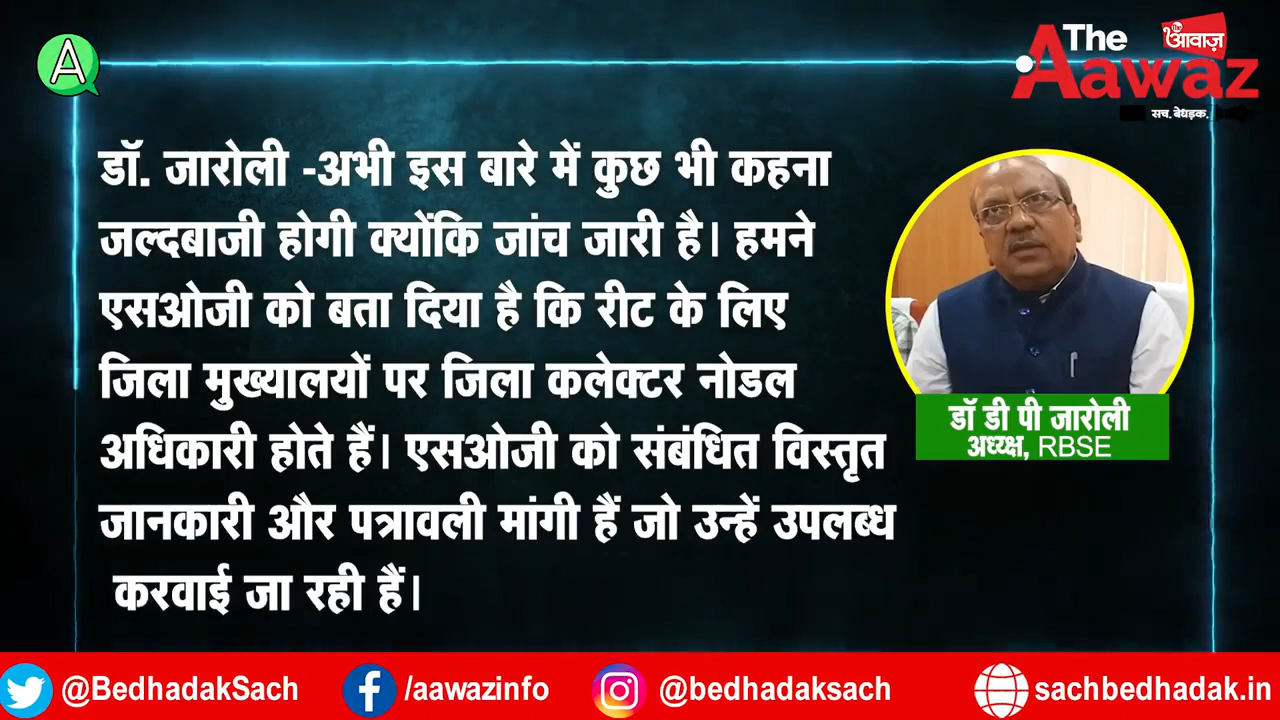 A
The
आवाज़
Aawaz
सच. बेधड़क.
डॉ. जारोली -अभी इस बारे में कुछ भी कहना
जल्दबाजी होगी क्योंकि जांच जारी है। हमने
एसओजी को बता दिया है कि रीट के लिए
जिला मुख्यालयों पर जिला कलेक्टर नोडल
अधिकारी होते हैं। एसओजी को संबंधित विस्तृत
जानकारी और पत्रावली मांगी हैं जो उन्हें उपलब्ध
करवाई जा रही हैं।
डॉ डी पी जारोली
अध्य्क्ष, RBSE
@BedhadakSach
/aawazinfo
@bedhadaksach
sachbedhadak.in